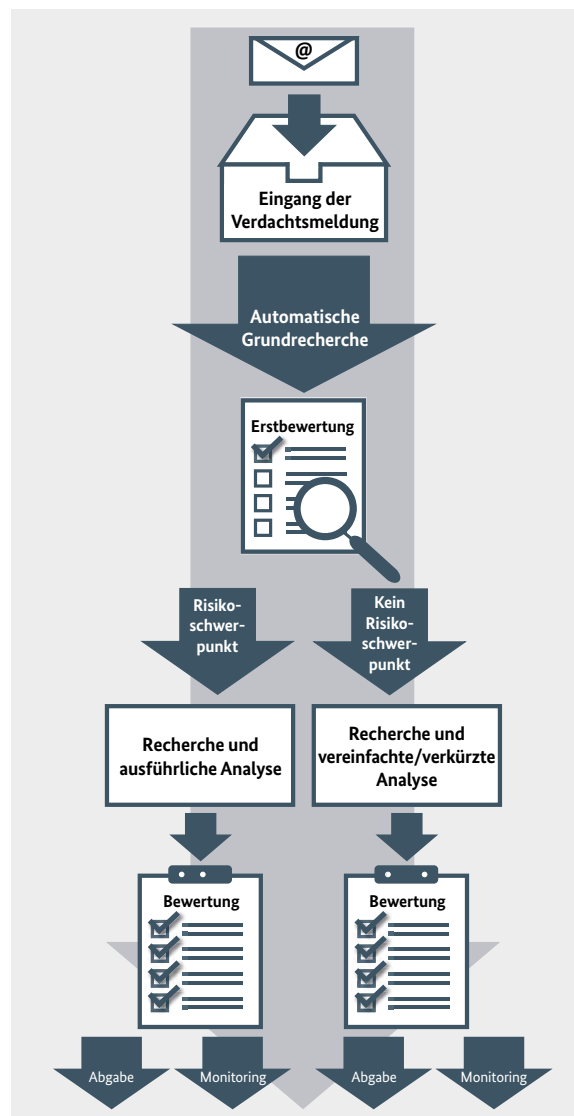 @
Eingang der
Verdachtsmeldung
Automatische
Grundrecherche
Erstbewertung
Risiko-
schwer-
punkt
Kein
Risiko-
schwer-
punkt
Recherche und
ausführliche Analyse
Recherche und
vereinfachte/verkürzte
Analyse
Bewertung
Bewertung
Abgabe
Monitoring
Abgabe
Monitoring